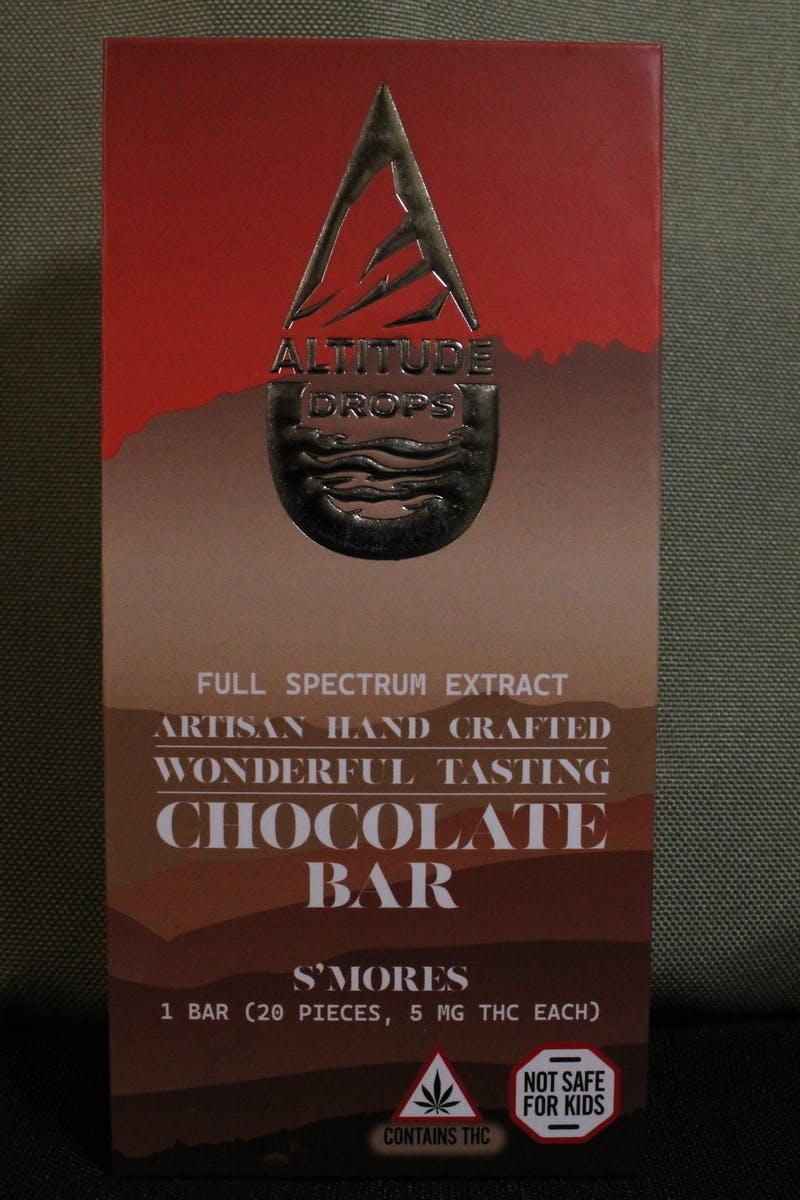 ALTITUDE
DROPS
FULL SPECTRUM EXTRACT
ARTISAN HAND CRAFTED
WONDERFUL TASTING
CHOCOLATE
BAR
S'MORES
1 BAR (20 PIECES, 5 MG THC EACH)
CONTAINS THC
NOT SAFE
FOR KIDS